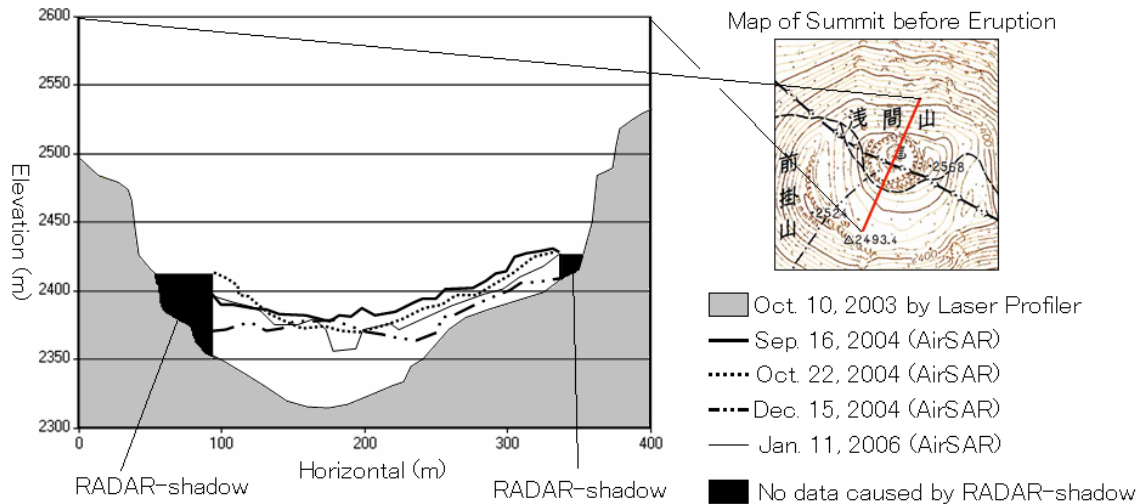 Map of Summit before Eruption
2600
2550
2500
2450
2400
2350
2300
Elevation (m)
0
100
200
300
400
Horizontal (m)
RADAR-shadow
RADAR-shadow
浅間山
前掛山
2568
2524
△2493.4
2400
2400
Oct. 10, 2003 by Laser Profiler
Sep. 16, 2004 (AirSAR)
Oct. 22, 2004 (AirSAR)
Dec. 15, 2004 (AirSAR)
Jan. 11, 2006 (AirSAR)
No data caused by RADAR-shadow